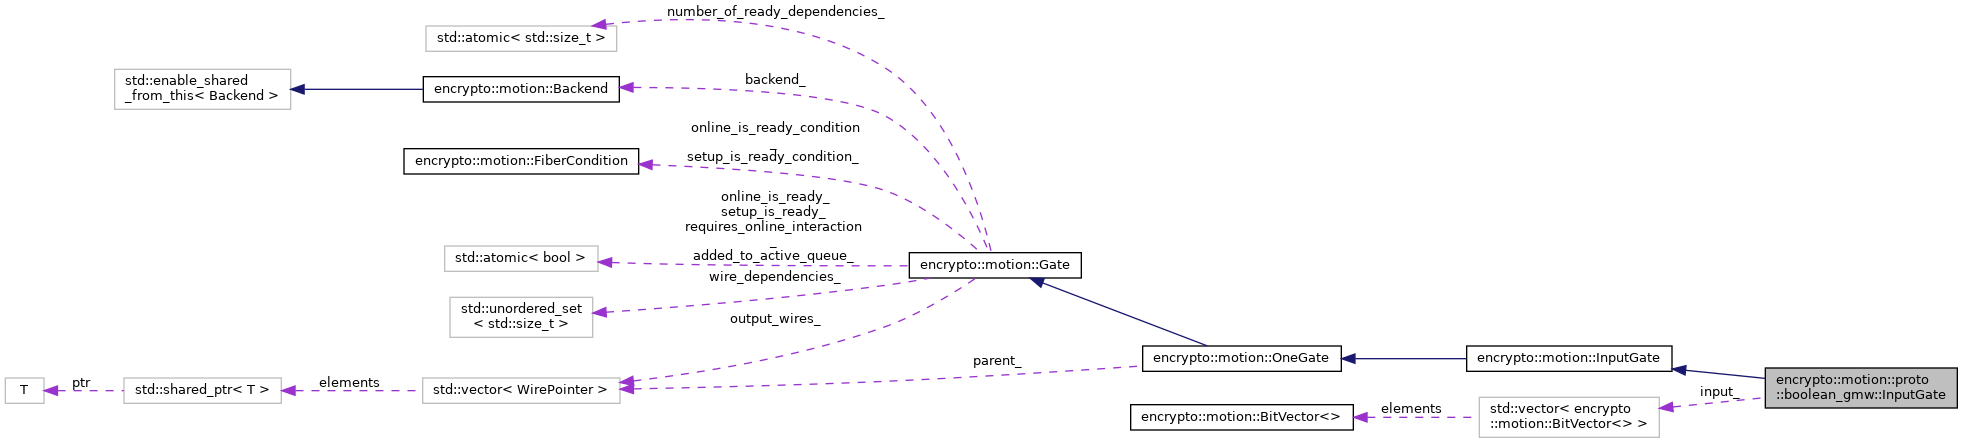 number_of_ready_dependencies_
std::atomic< std::size_t >
std::enable_shared
_from_this< Backend >
encrypto::motion::Backend
backend_
online_is_ready_condition
_
setup_is_ready_condition_
encrypto::motion::FiberCondition
online_is_ready_
setup_is_ready_
requires_online_interaction
_
added_to_active_queue_
std::atomic< bool >
encrypto::motion::Gate
wire_dependencies_
std::unordered_set
< std::size_t >
output_wires_
parent_
encrypto::motion::OneGate
encrypto::motion::InputGate
T
ptr
std::shared_ptr< T >
elements
std::vector< WirePointer >
encrypto::motion::proto
::boolean_gmw::InputGate
input_
encrypto::motion::BitVector<>
elements
std::vector< encrypto
::motion::BitVector<> >